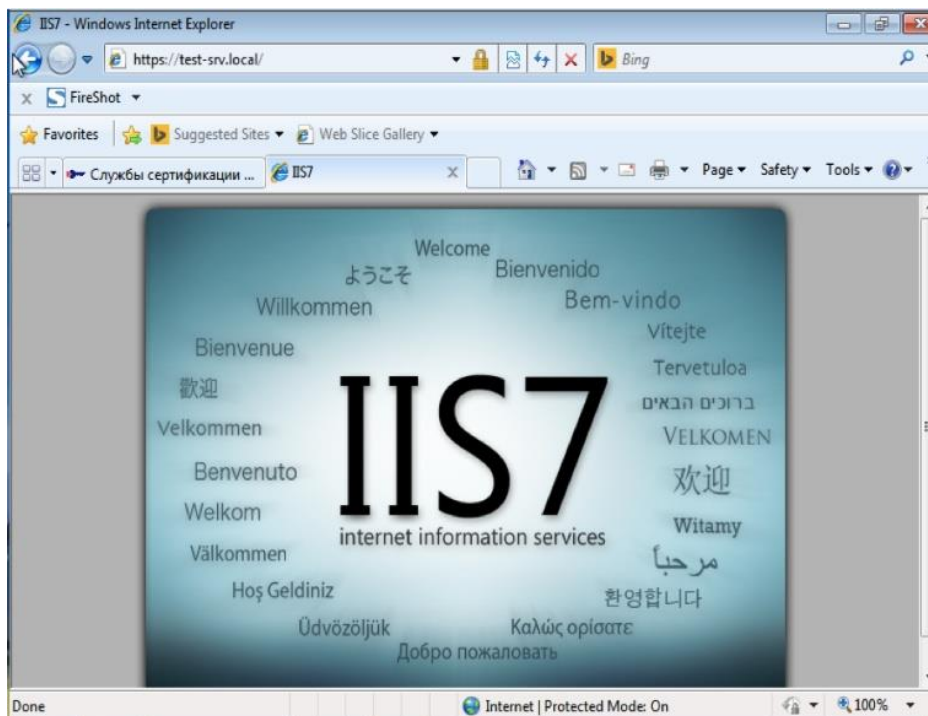 IIS7 - Windows Internet Explorer
https://test-srv.local/
Bing
x FireShot
Favorites Suggested Sites Web Slice Gallery
Службы сертификации ... IIS7 Page Safety Tools
Welcome
ようこそ Bienvenido
Willkommen Bem-vindo
Vítejte
Bienvenue
Tervetuloa
歡迎
ברוכים הבאים
Velkommen VELKOMEN
IIS7
Benvenuto 欢迎
Welkom
Witamy
internet information services
Välkommen مرحباً
Hoş Geldiniz 환영합니다
Üdvözöljük Καλώς ορίσατε
Добро пожаловать
Done Internet | Protected Mode: On 100%